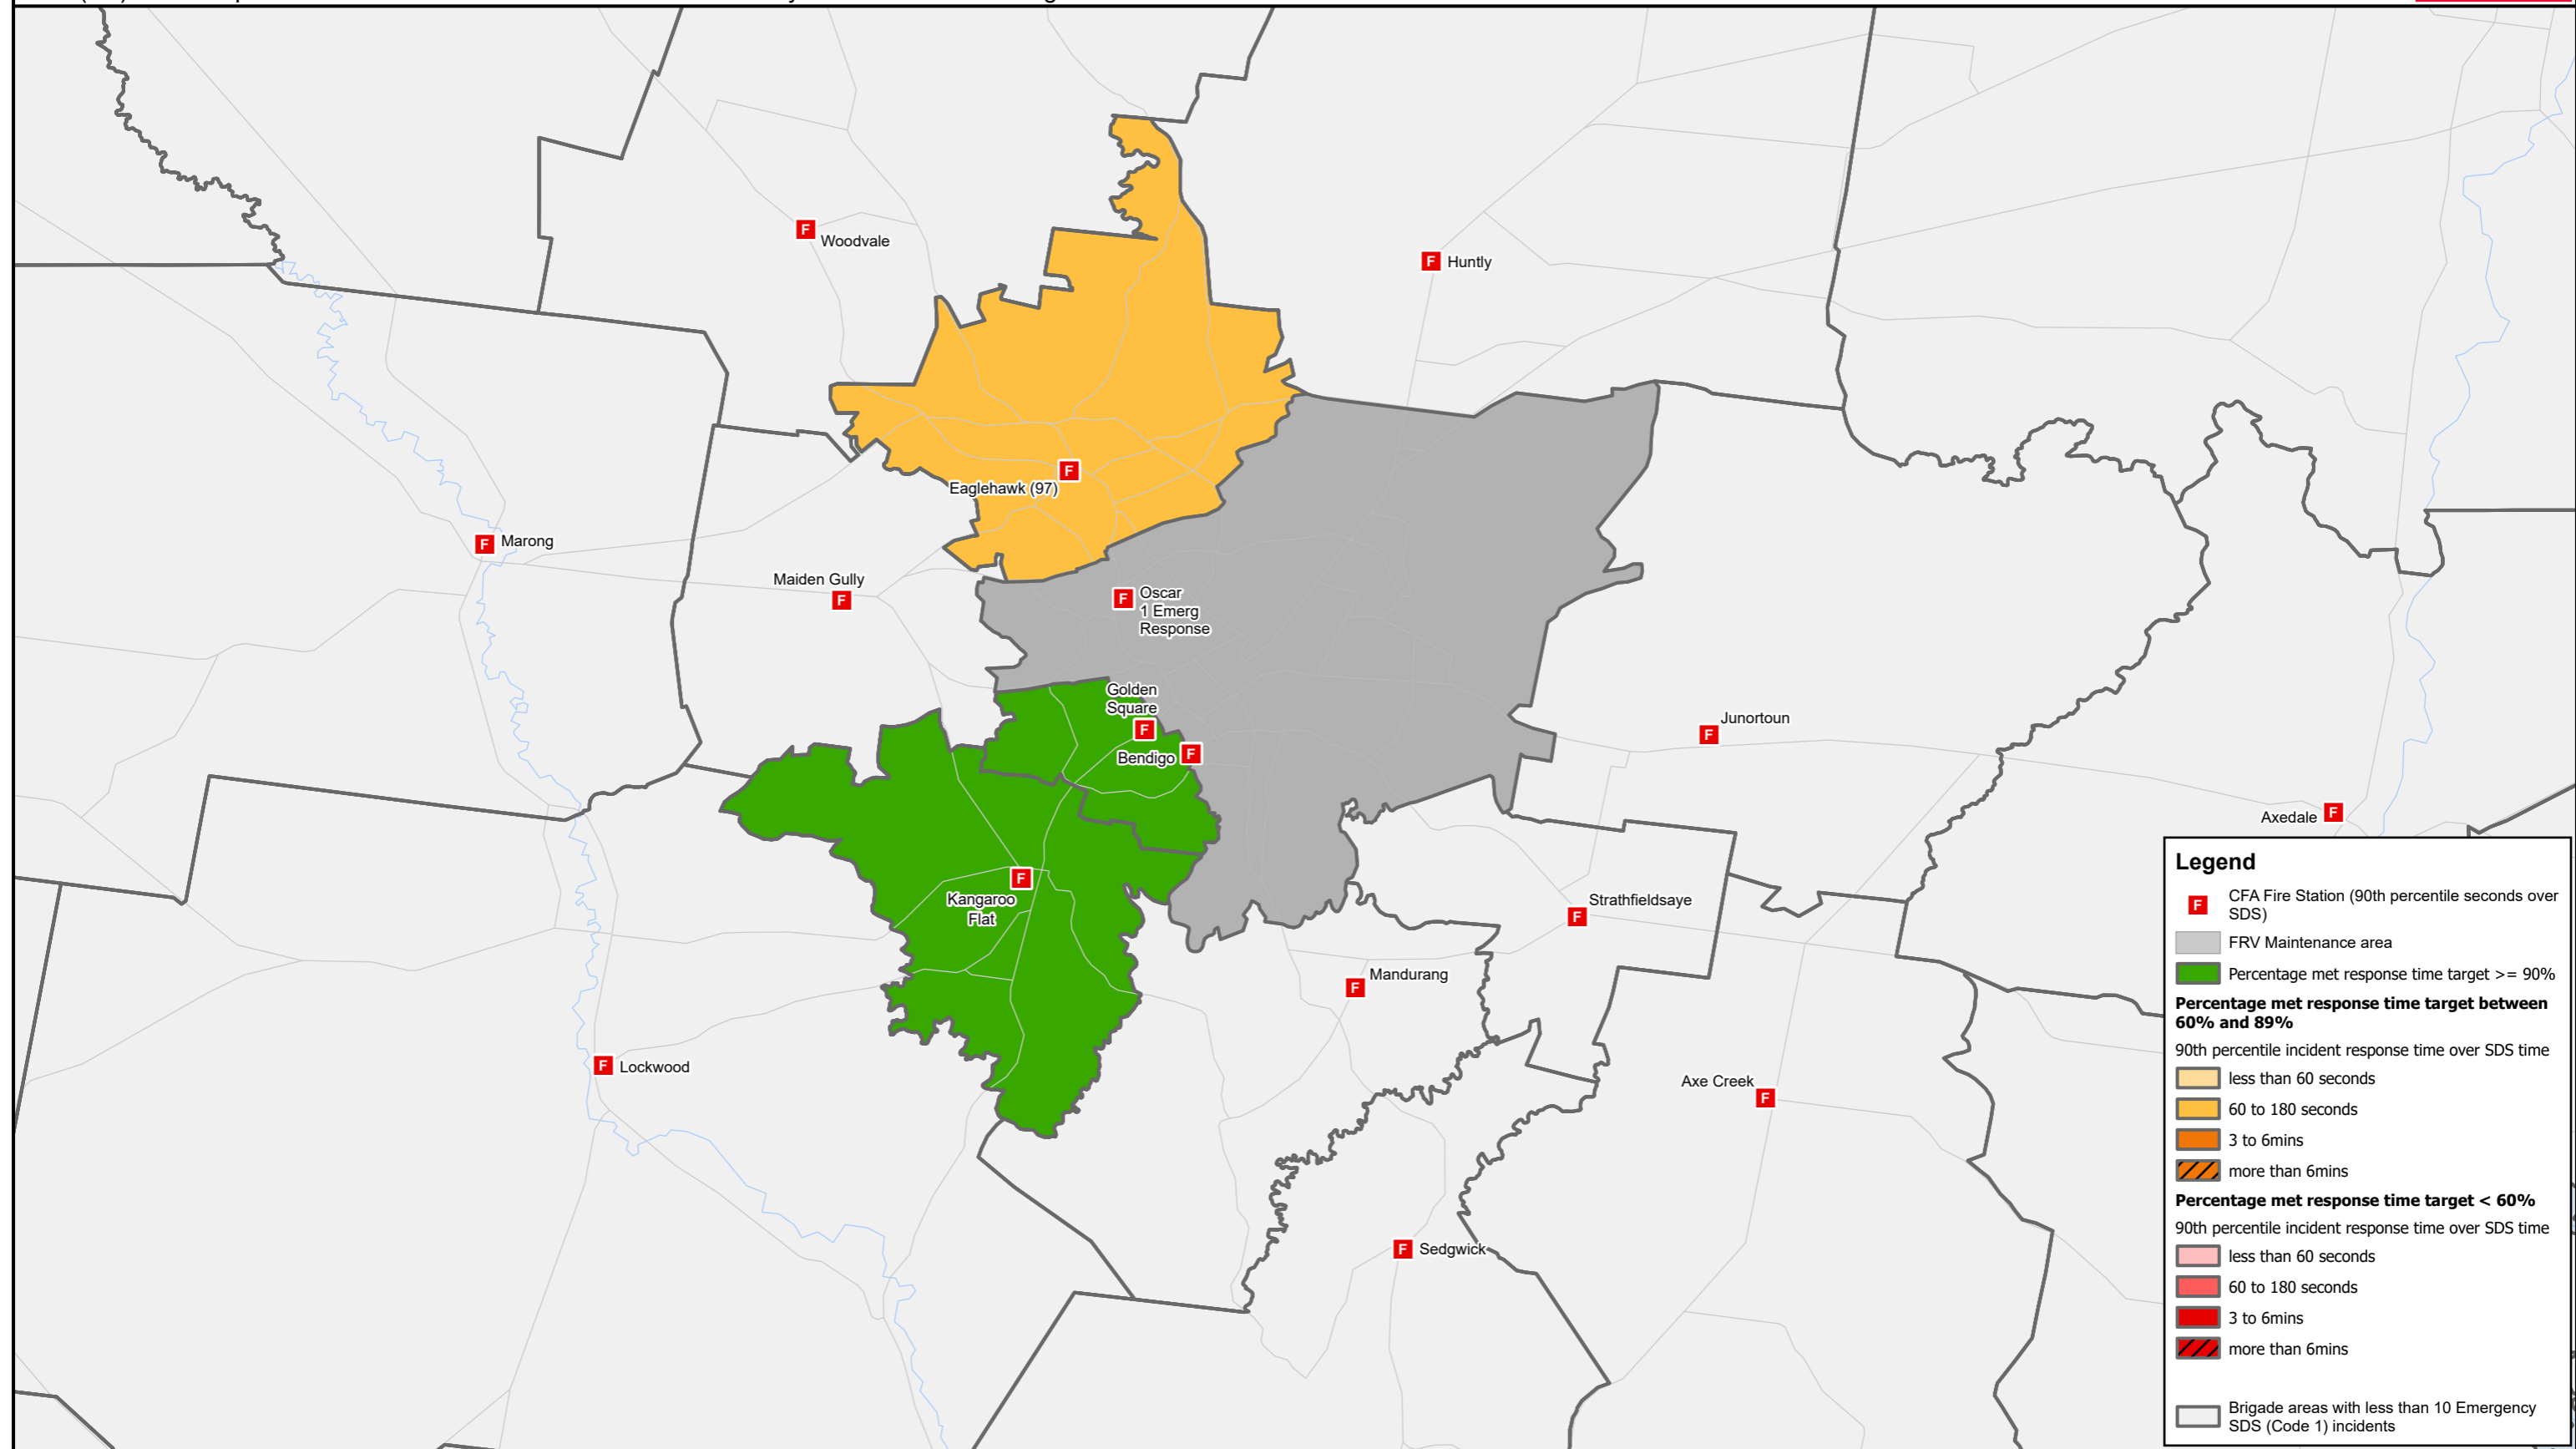 Woodvale
F
Huntly
F
Eaglehawk (97)
F
Marong
F
Maiden Gully
F
Oscar
1 Emerg
Response
F
Golden
Square
F
Bendigo
F
Junortoun
F
Axedale
F
Kangaroo
Flat
F
Strathfieldsaye
F
Mandurang
F
Lockwood
F
Axe Creek
F
Sedgwick
F
Legend
F
CFA Fire Station (90th percentile seconds over
SDS)
FRV Maintenance area
Percentage met response time target >= 90%
Percentage met response time target between
60% and 89%
90th percentile incident response time over SDS time
less than 60 seconds
60 to 180 seconds
3 to 6mins
more than 6mins
Percentage met response time target < 60%
90th percentile incident response time over SDS time
less than 60 seconds
60 to 180 seconds
3 to 6mins
more than 6mins
Brigade areas with less than 10 Emergency
SDS (Code 1) incidents